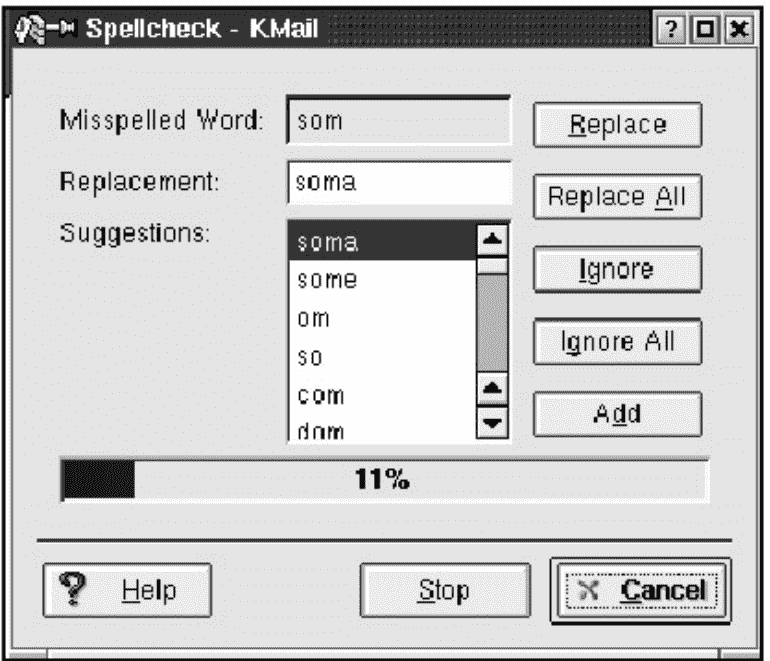 Spellcheck - KMail
Misspelled Word: som
Replace
Replacement: soma
Replace All
Suggestions:
soma
some
om
so
com
dom
Ignore
Ignore All
Add
11%
Help
Stop
Cancel